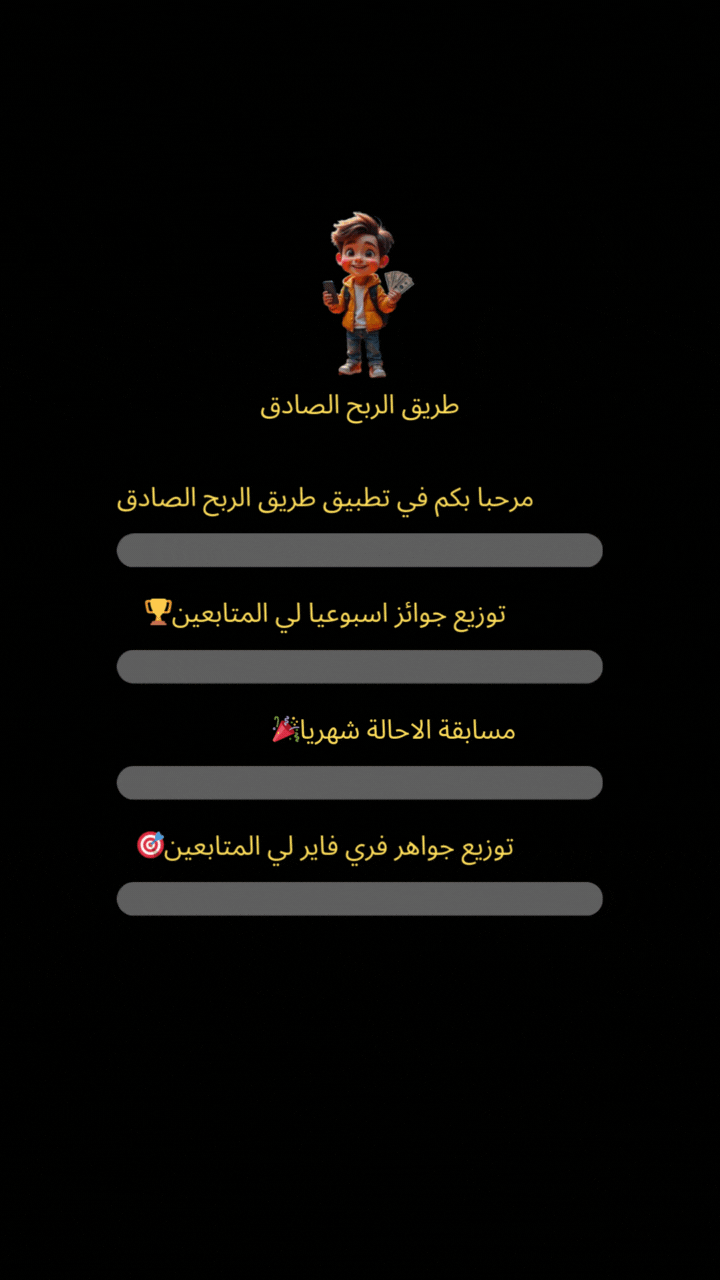 طريق الربح الصادق
مرحبا بكم في تطبيق طريق الربح الصادق
توزيع جوائز اسبوعيا لي المتابعين🏆
مسابقة الاحالة شهريا🎉
توزيع جواهر فري فاير لي المتابعين🎯